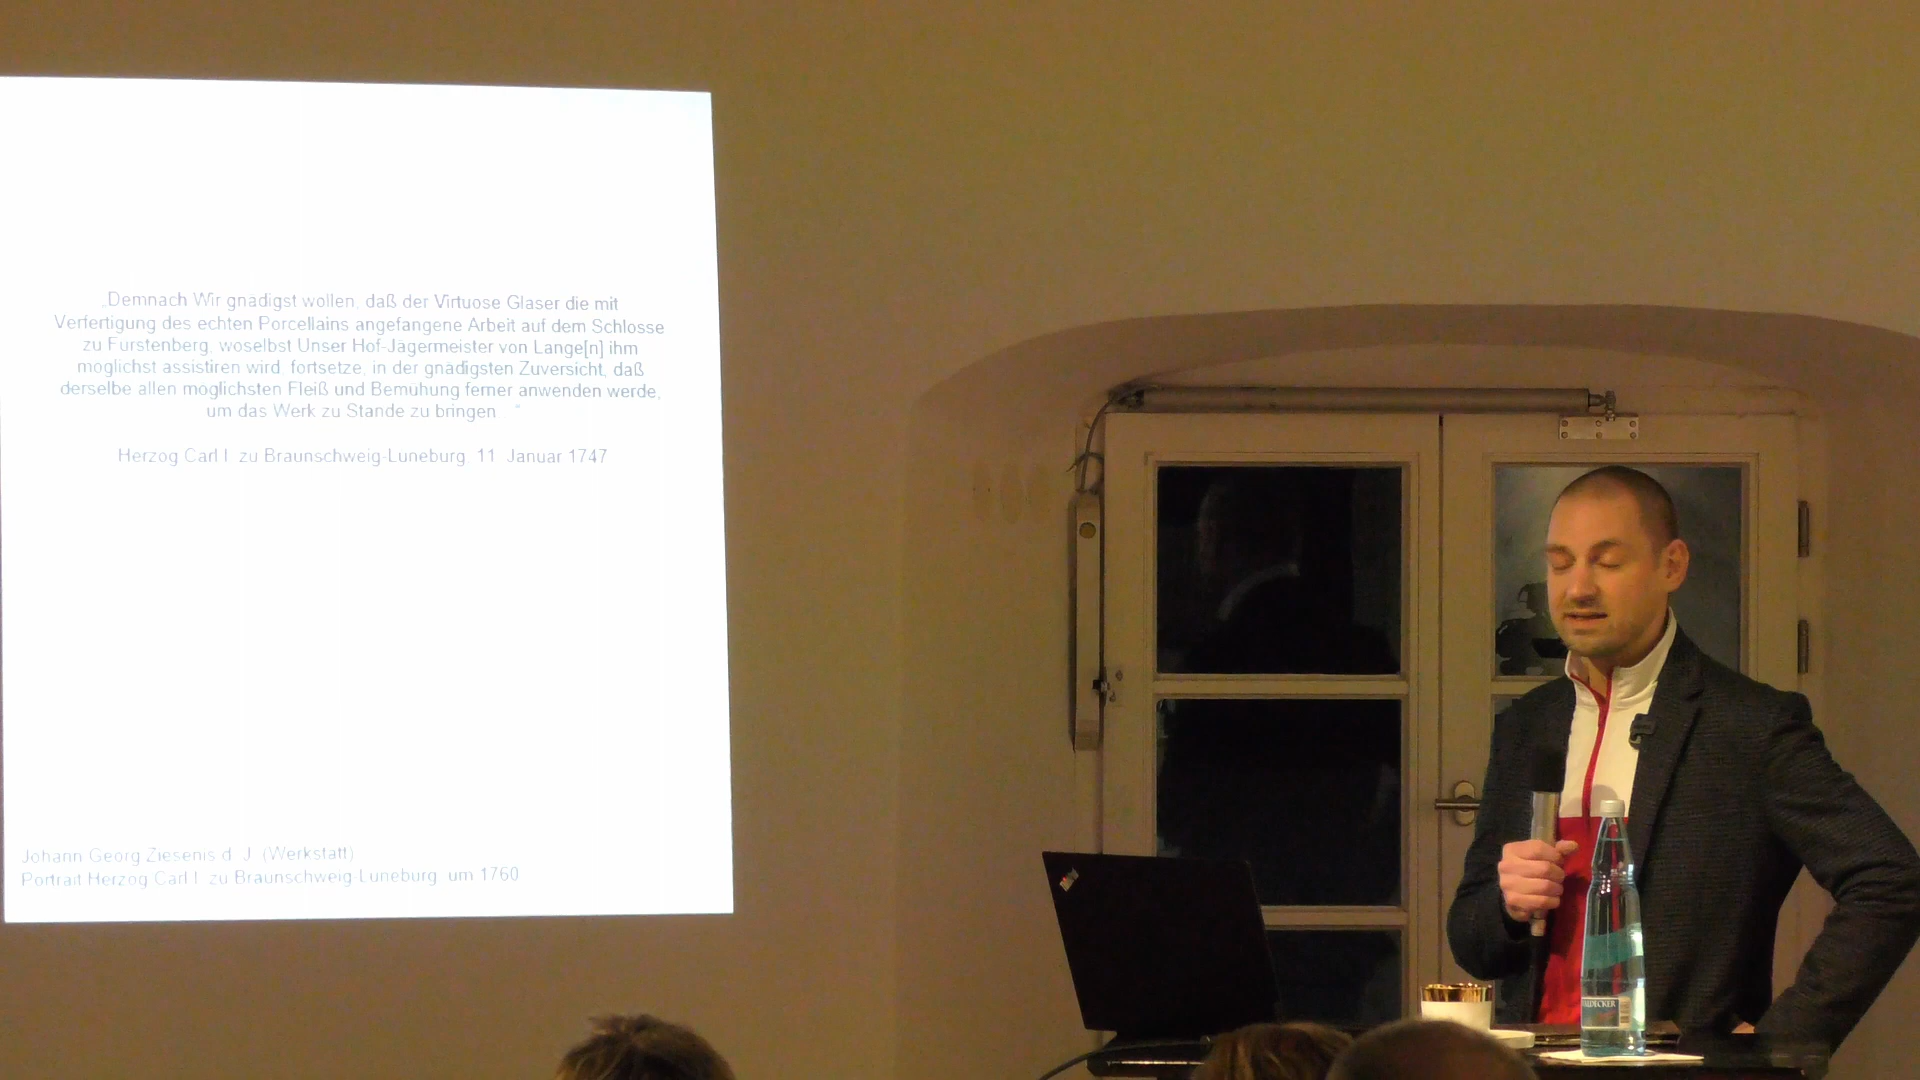 „Demnach Wir gnädigst wollen, daß der Virtuose Glaser die mit
Verfertigung des echten Porcellains angefangene Arbeit auf dem Schlosse
zu Fürstenberg, woselbst Unser Hof-Jägermeister von Lange[n] ihm
möglichst assistiren wird, fortsetze, in der gnädigsten Zuversicht, daß
derselbe allen möglichsten Fleiß und Bemühung ferner anwenden werde,
um das Werk zu Stande zu bringen ...“
Herzog Carl I. zu Braunschweig-Lüneburg, 11. Januar 1747
Johann Georg Ziesenis d. J. (Werkstatt)
Portrait Herzog Carl I. zu Braunschweig-Lüneburg, um 1760